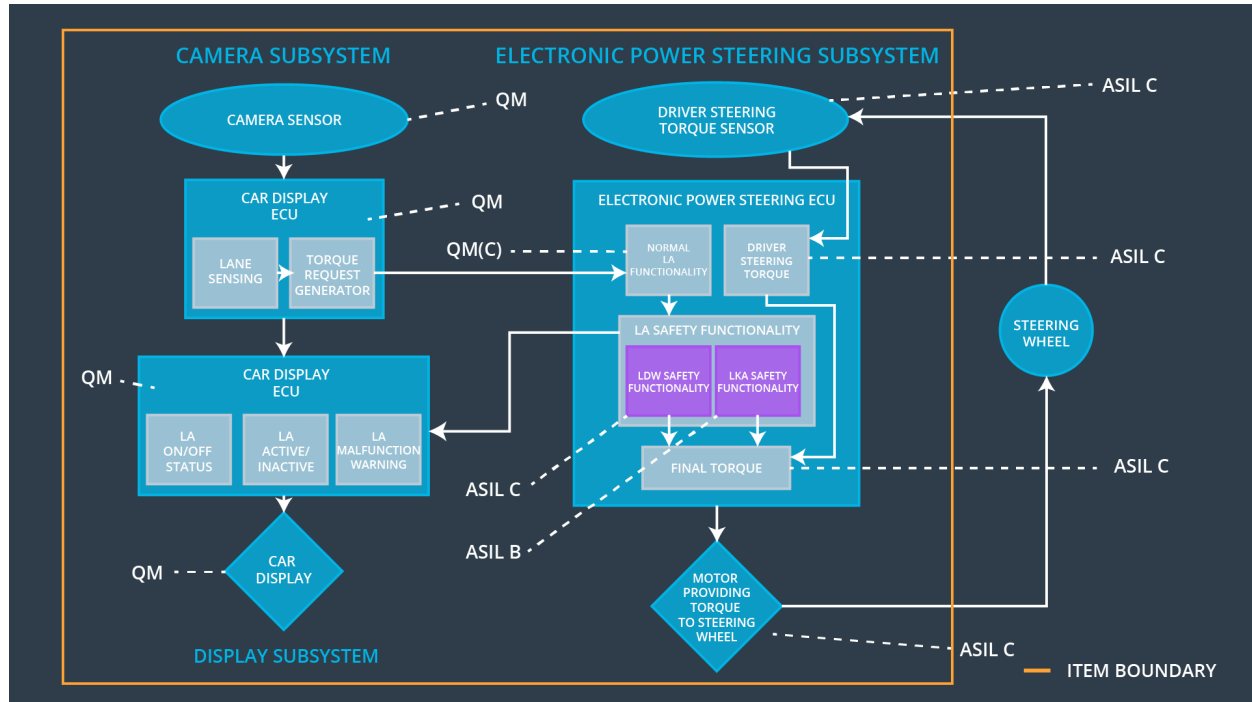 CAMERA SUBSYSTEM
ELECTRONIC POWER STEERING SUBSYSTEM
CAMERA SENSOR
QM
DRIVER STEERING
TORQUE SENSOR
ASIL C
CAR DISPLAY
ECU
QM
LANE
SENSING
TORQUE
REQUEST
GENERATOR
ELECTRONIC POWER STEERING ECU
QM(C)
NORMAL
LA
FUNCTIONALITY
DRIVER
STEERING
TORQUE
ASIL C
LA SAFETY FUNCTIONALITY
LDW SAFETY
FUNCTIONALITY
LKA SAFETY
FUNCTIONALITY
STEERING
WHEEL
QM
CAR DISPLAY
ECU
LA
ON/OFF
STATUS
LA
ACTIVE/
INACTIVE
LA
MALFUNCTION
WARNING
FINAL TORQUE
ASIL C
ASIL C
ASIL B
QM
CAR
DISPLAY
MOTOR
PROVIDING
TORQUE
TO STEERING
WHEEL
ASIL C
DISPLAY SUBSYSTEM
ITEM BOUNDARY